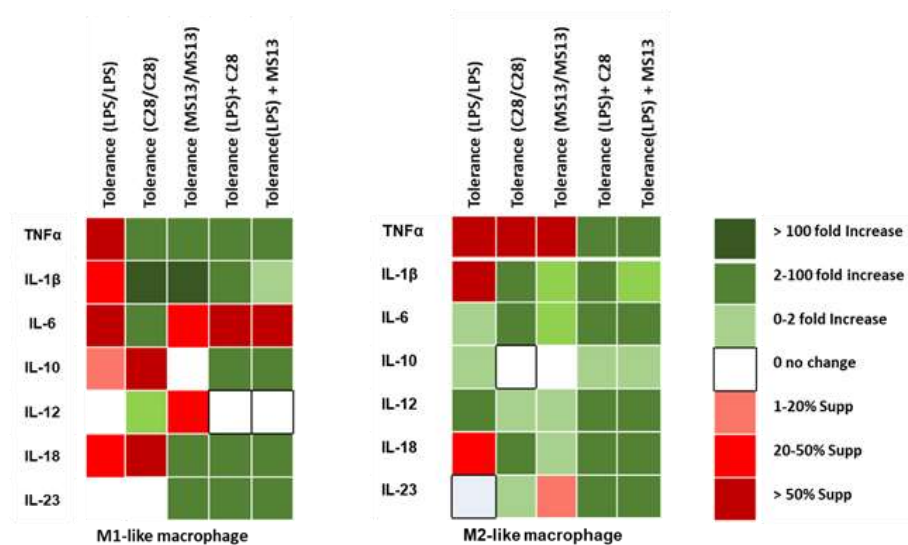 Tolerance (LPS/LPS)
Tolerance (C28/C28)
Tolerance (MS13/MS13)
Tolerance (LPS)+ C28
Tolerance(LPS) + MS13
TNFα
IL-1β
IL-6
IL-10
IL-12
IL-18
IL-23
M1-like macrophage
Tolerance (LPS/LPS)
Tolerance (C28/C28)
Tolerance (MS13/MS13)
Tolerance (LPS)+ C28
Tolerance(LPS) + MS13
TNFα
IL-1β
IL-6
IL-10
IL-12
IL-18
IL-23
M2-like macrophage
> 100 fold Increase
2-100 fold increase
0-2 fold Increase
0 no change
1-20% Supp
20-50% Supp
> 50% Supp